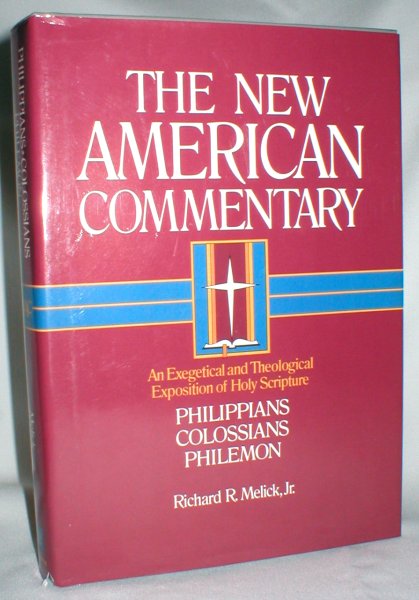 THE NEW
AMERICAN
COMMENTARY
An Exegetical and Theological
Exposition of Holy Scripture
PHILIPPIANS
COLOSSIANS
PHILEMON
Richard R. Melick, Jr.
PHILIPPIANS • COLOSSIANS